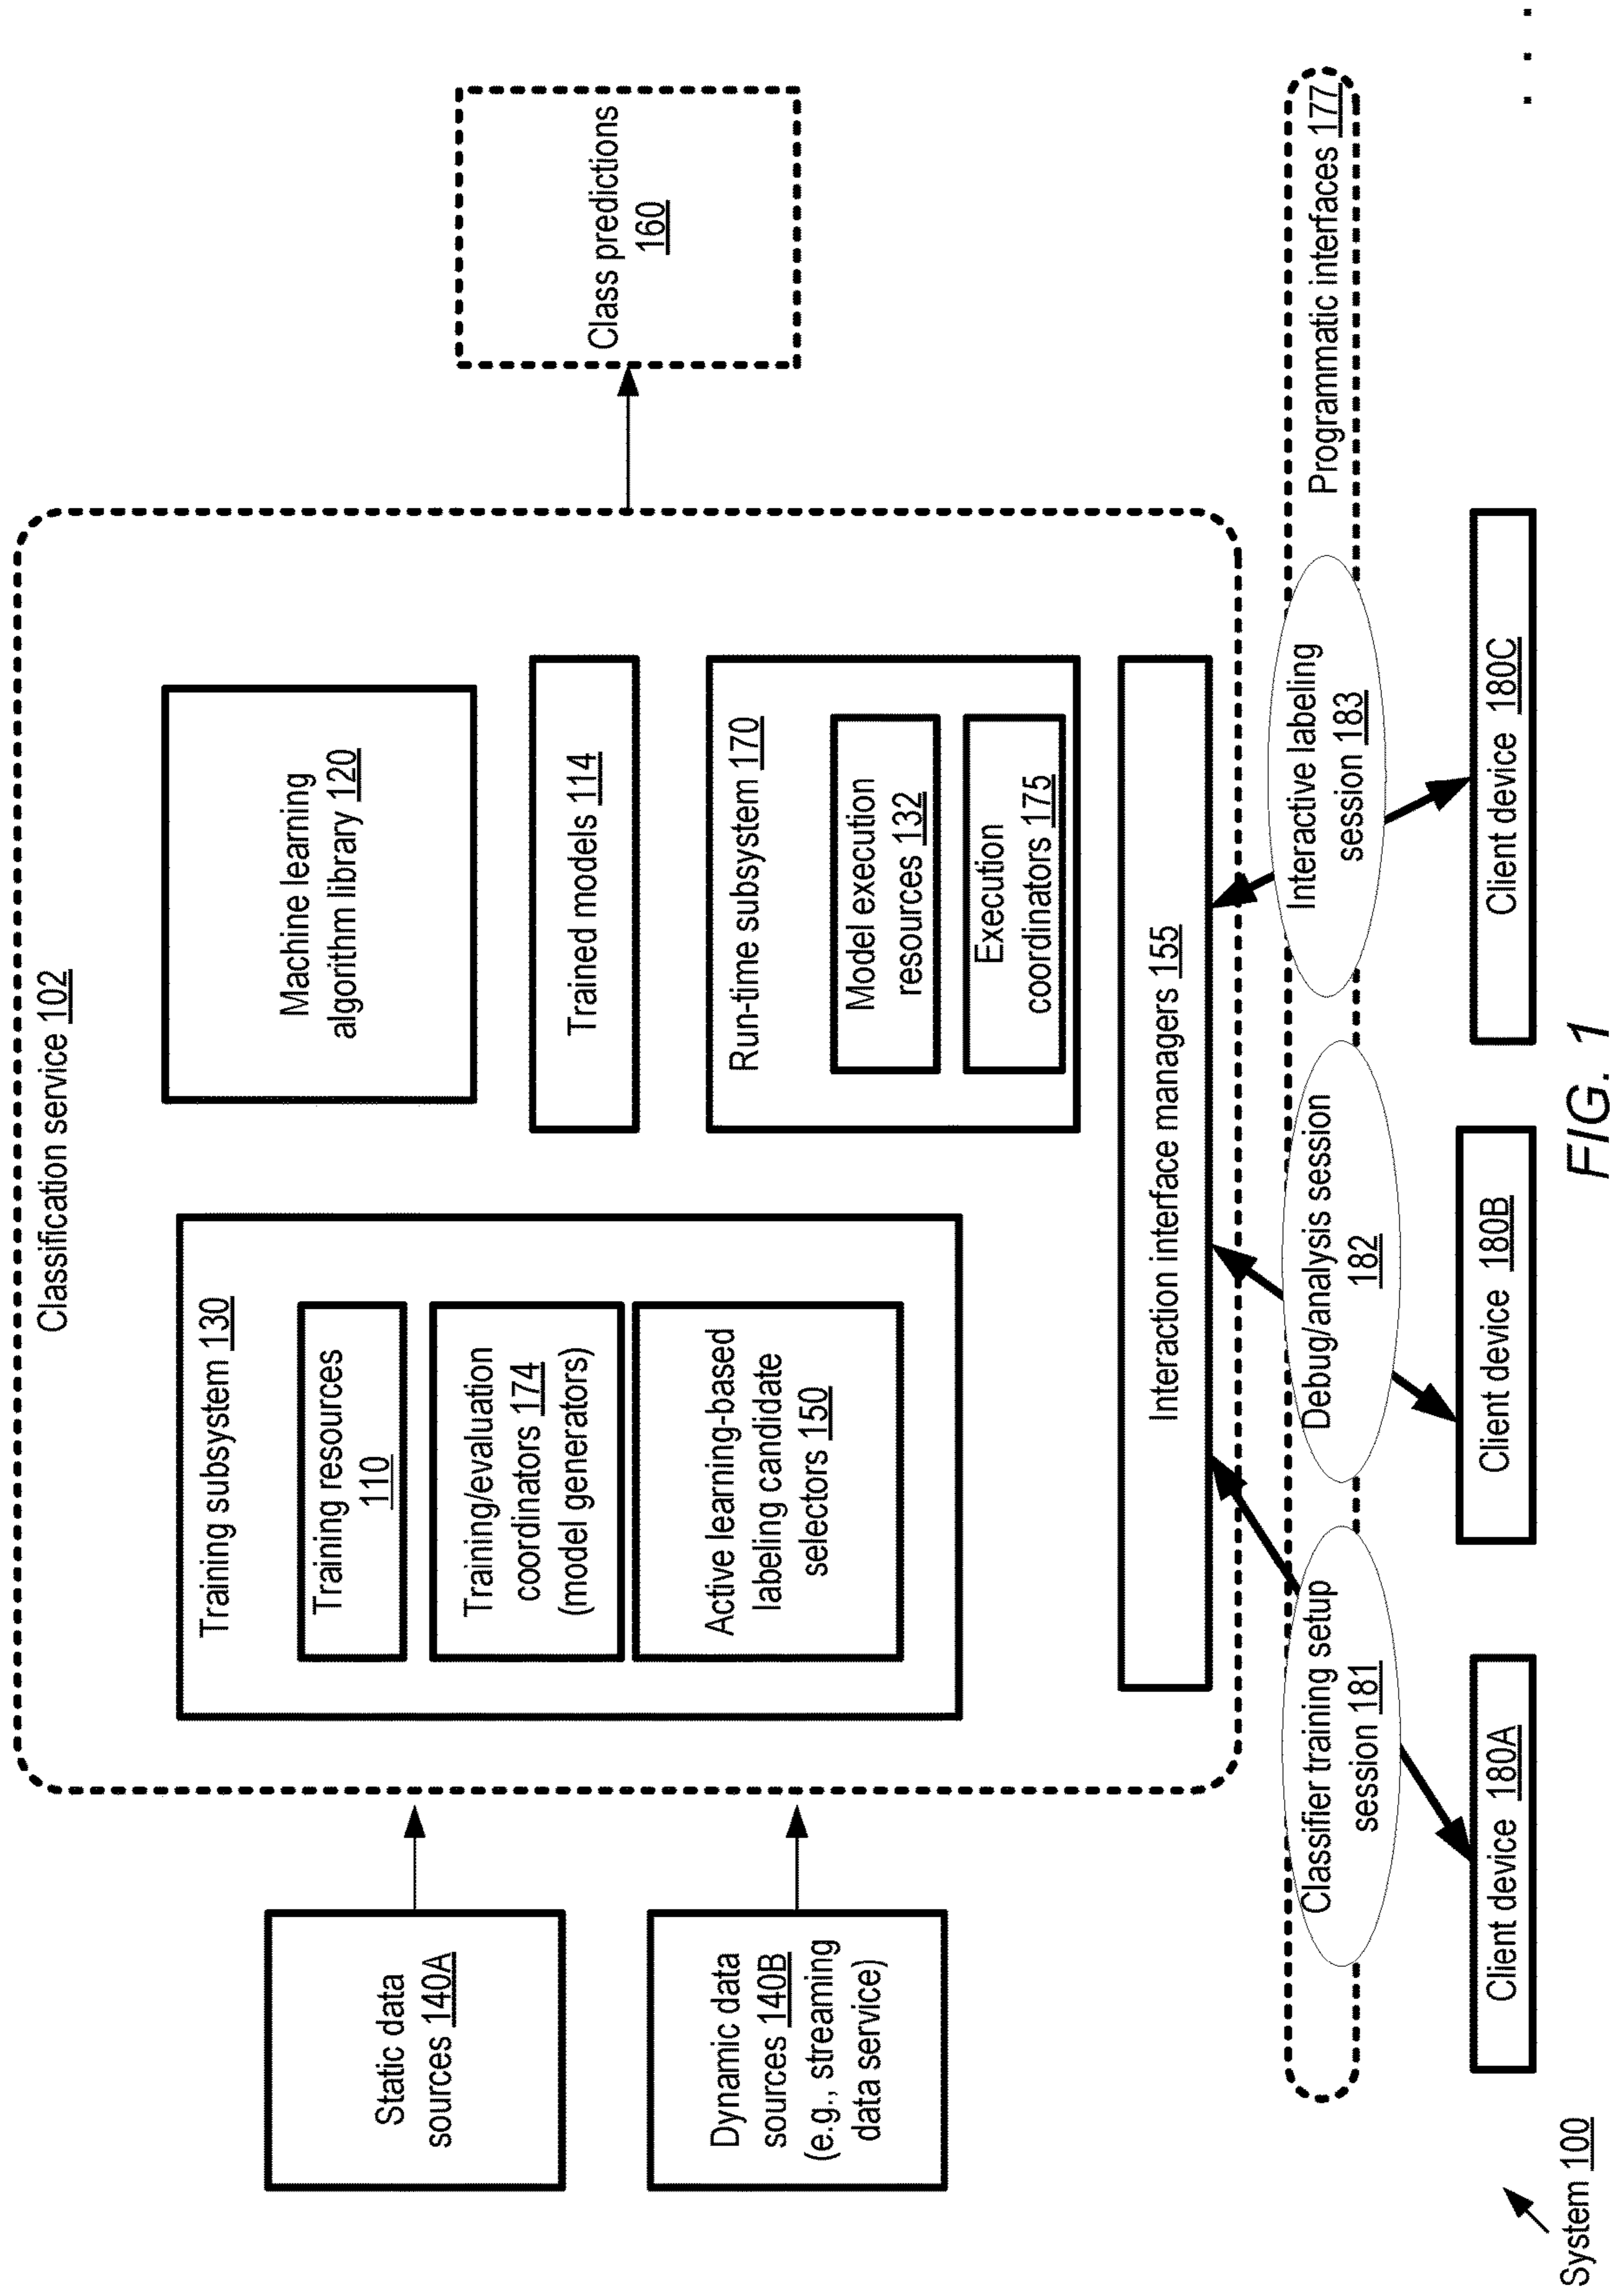 Classification service 102
Static data
sources 140A
Dynamic data
sources 140B
(e.g., streaming
data service)
Training subsystem 130
Training resources
110
Training/evaluation
coordinators 174
(model generators)
Active learning-based
labeling candidate
selectors 150
Machine learning
algorithm library 120
Trained models 114
Run-time subsystem 170
Model execution
resources 132
Execution
coordinators 175
Interaction interface managers 155
Class predictions
160
Classifier training setup
session 181
Debug/analysis session
182
Interactive labeling
session 183
Programmatic interfaces 177
Client device 180A
Client device 180B
Client device 180C
System 100
FIG. 1